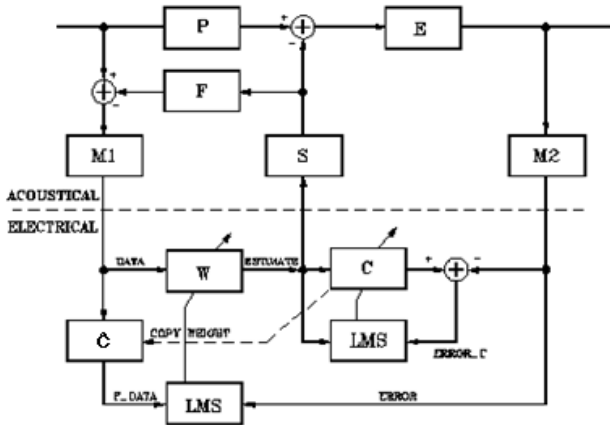 P
+
-
E
+
-
F
M1
S
M2
ACOUSTICAL
ELECTRICAL
DATA
W
ESTIMATE
C
+
-
Ĉ
COPY WEIGHT
LMS
ERROR_C
F_DATA
LMS
ERROR